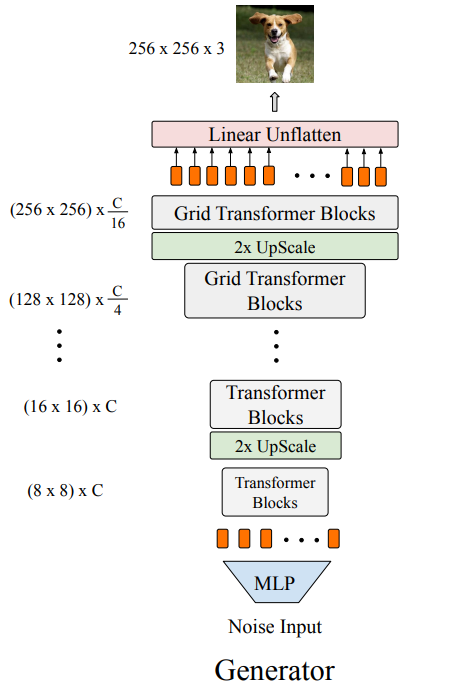 256 x 256 x 3
Linear Unflatten
(256 x 256) x C/16
Grid Transformer Blocks
2x UpScale
Grid Transformer
Blocks
(128 x 128) x C/4
Transformer
Blocks
(16 x 16) x C
2x UpScale
Transformer
Blocks
(8 x 8) x C
MLP
Noise Input
Generator